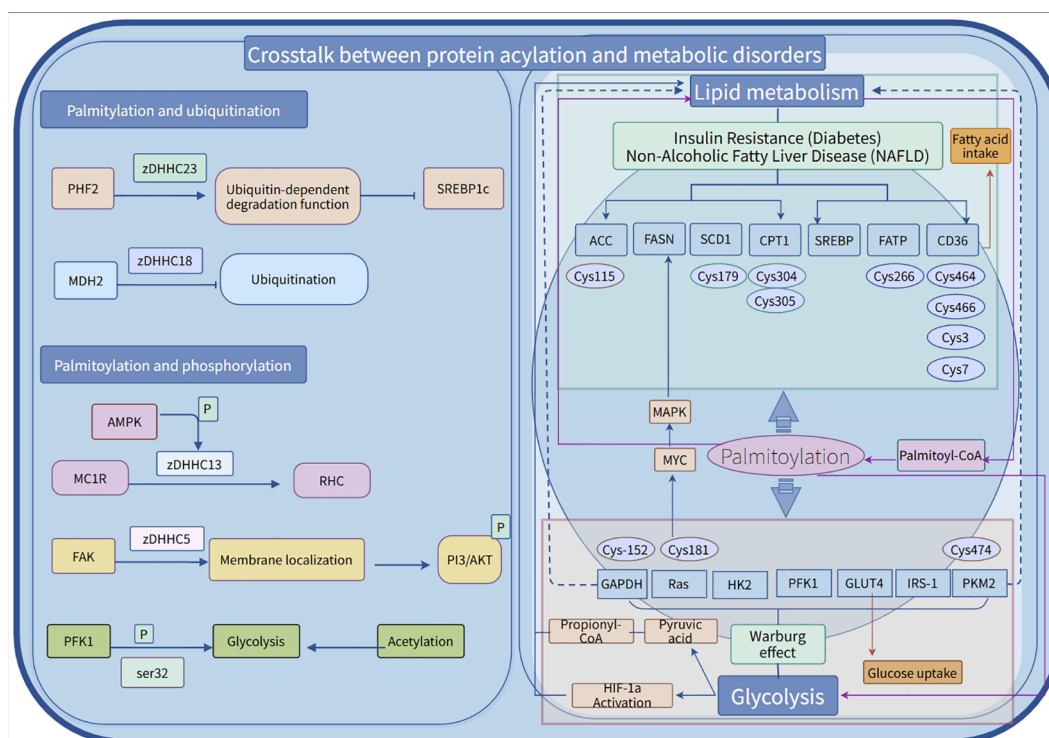 Crosstalk between protein acylation and metabolic disorders
Palmitylation and ubiquitination
zDHHC23
PHF2
Ubiquitin-dependent
degradation function
SREBP1c
zDHHC18
MDH2
Ubiquitination
Palmitoylation and phosphorylation
AMPK
P
zDHHC13
MC1R
RHC
zDHHC5
FAK
Membrane localization
P
PI3/AKT
PFK1
P
ser32
Glycolysis
Acetylation
Lipid metabolism
Insulin Resistance (Diabetes)
Non-Alcoholic Fatty Liver Disease (NAFLD)
Fatty acid
intake
ACC
FASN
SCD1
CPT1
SREBP
FATP
CD36
Cys115
Cys179
Cys304
Cys305
Cys266
Cys464
Cys466
Cys3
Cys7
MAPK
MYC
Palmitoylation
Palmitoyl-CoA
Cys-152
Cys181
Cys474
GAPDH
Ras
HK2
PFK1
GLUT4
IRS-1
PKM2
Propionyl-
CoA
Pyruvic
acid
Warburg
effect
Glucose uptake
HIF-1a
Activation
Glycolysis